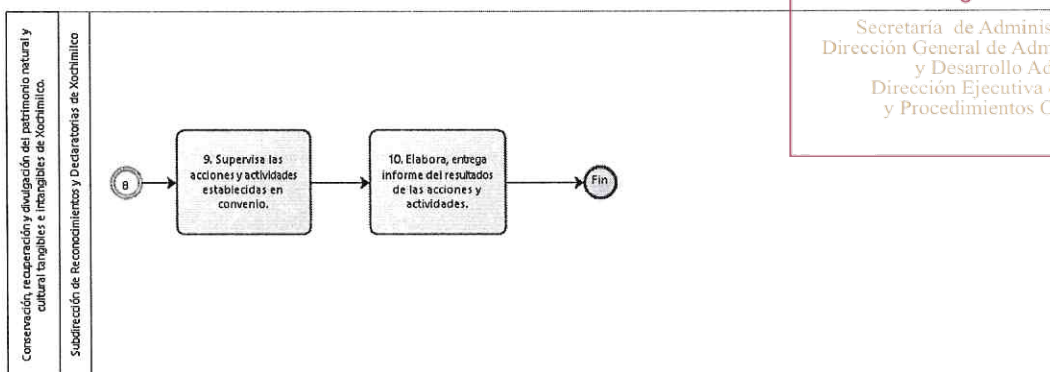 Conservación, recuperación y divulgación del patrimonio natural y
cultural tangibles e intangibles de Xochimilco.
Subdirección de Reconocimientos y Declaratorias de Xochimilco
8
9. Supervisa las
acciones y actividades
establecidas en
convenio.
10. Elabora, entrega
informe del resultados
de las acciones y
actividades.
Fin
Secretaría de Adminis
Dirección General de Adm
y Desarrollo Ad
Dirección Ejecutiva
y Procedimientos O